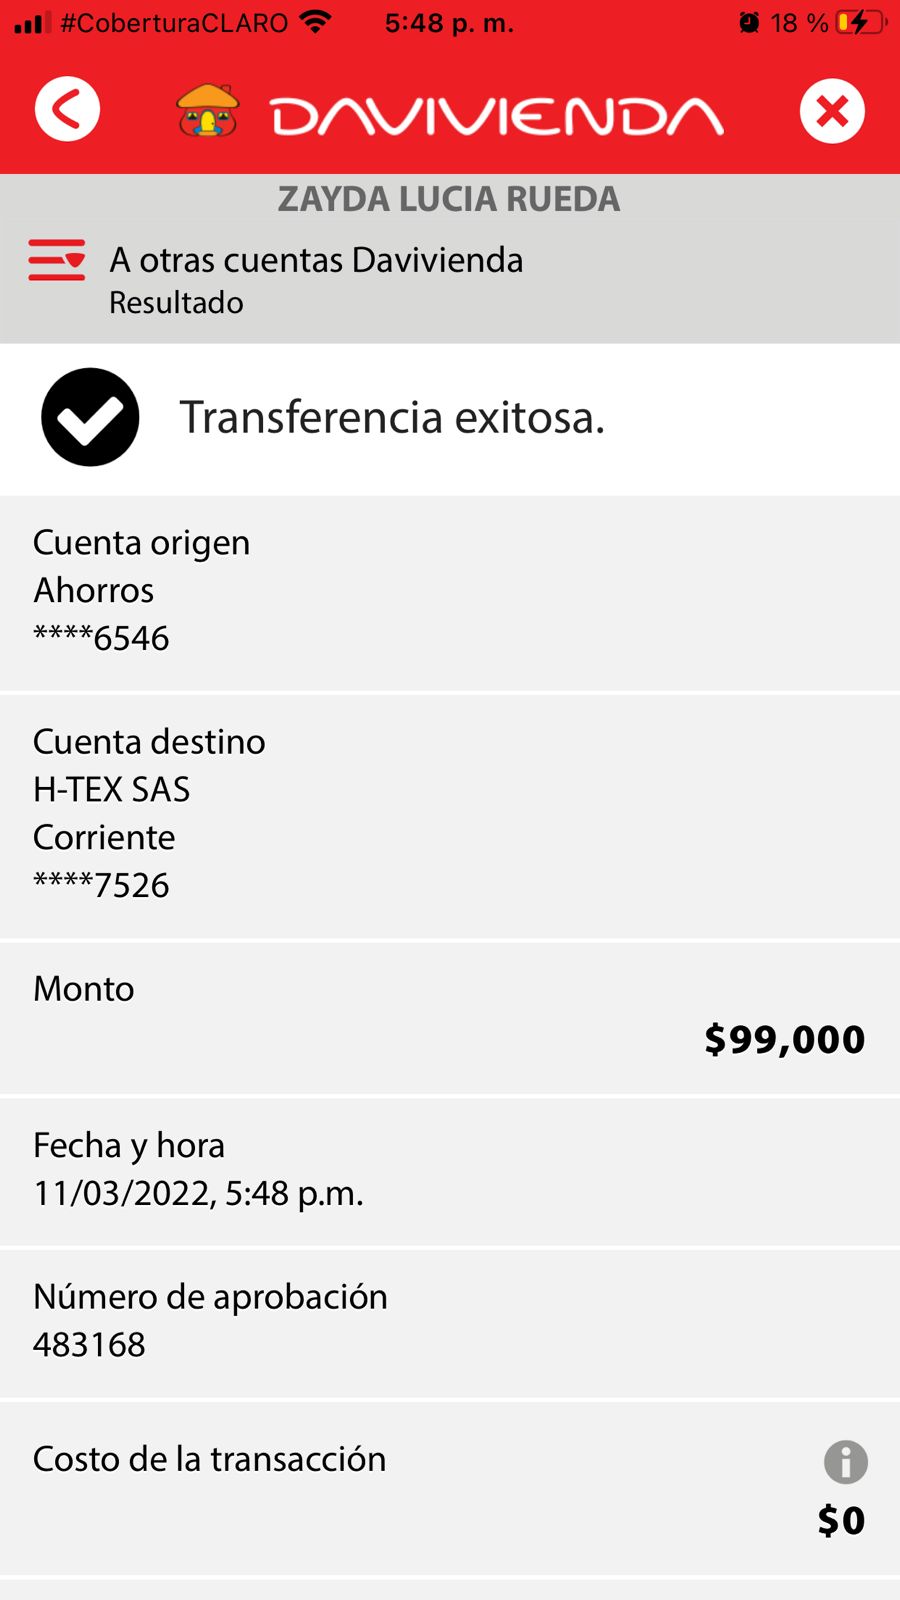 #CoberturaCLARO 5:48 p. m. 18 %
DAVIVIENDA
ZAYDA LUCIA RUEDA
A otras cuentas Davivienda
Resultado
Transferencia exitosa.
Cuenta origen
Ahorros
****6546
Cuenta destino
H-TEX SAS
Corriente
****7526
Monto
$99,000
Fecha y hora
11/03/2022, 5:48 p.m.
Número de aprobación
483168
Costo de la transacción
$0